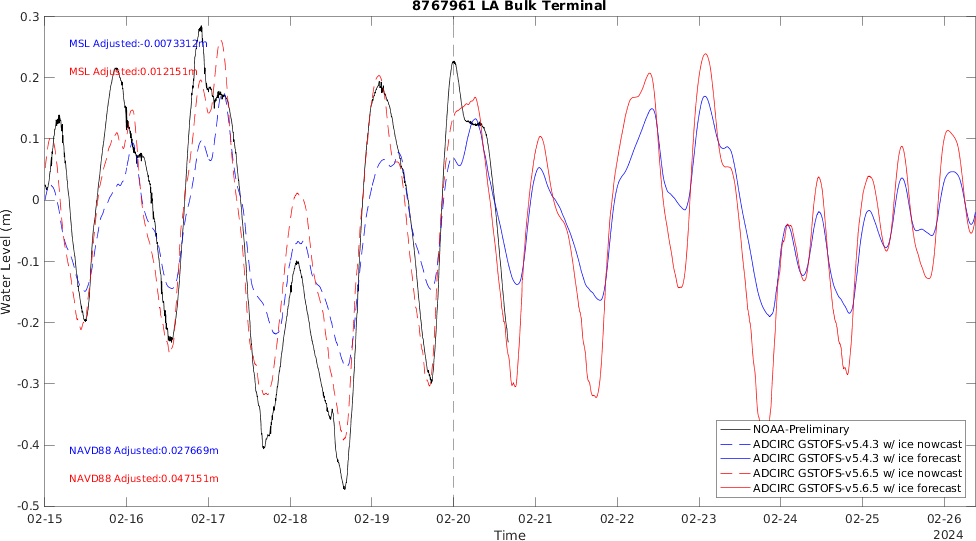 8767961 LA Bulk Terminal
0.3
0.2
0.1
0
-0.1
-0.2
-0.3
-0.4
-0.5
Water Level (m)
MSL Adjusted:-0.0073312m
MSL Adjusted:0.012151m
NAVD88 Adjusted:0.027669m
NAVD88 Adjusted:0.047151m
NOAA-Preliminary
ADCIRC GSTOFS-v5.4.3 w/ ice nowcast
ADCIRC GSTOFS-v5.4.3 w/ ice forecast
ADCIRC GSTOFS-v5.6.5 w/ ice nowcast
ADCIRC GSTOFS-v5.6.5 w/ ice forecast
02-15 02-16 02-17 02-18 02-19 02-20 02-21 02-22 02-23 02-24 02-25 02-26
2024
Time